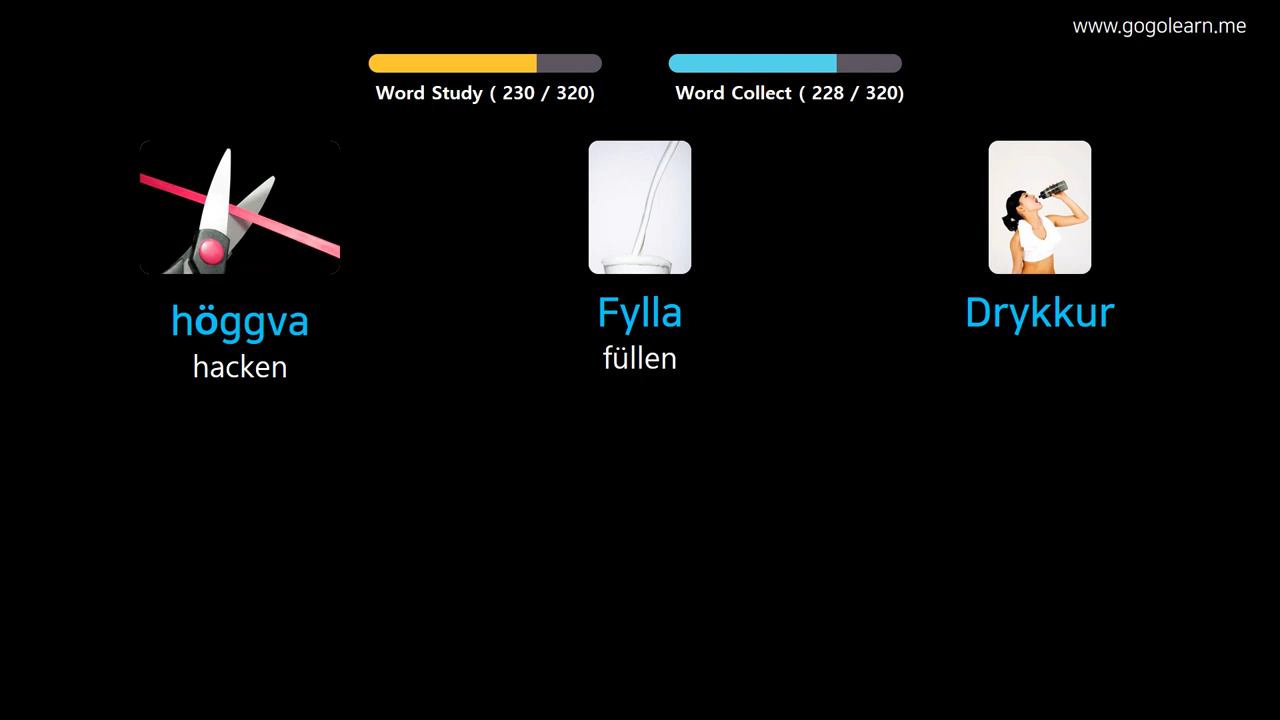 www.gogolearn.me
Word Study ( 230 / 320)
Word Collect ( 228 / 320)
höggva
hacken
Fylla
füllen
Drykkur